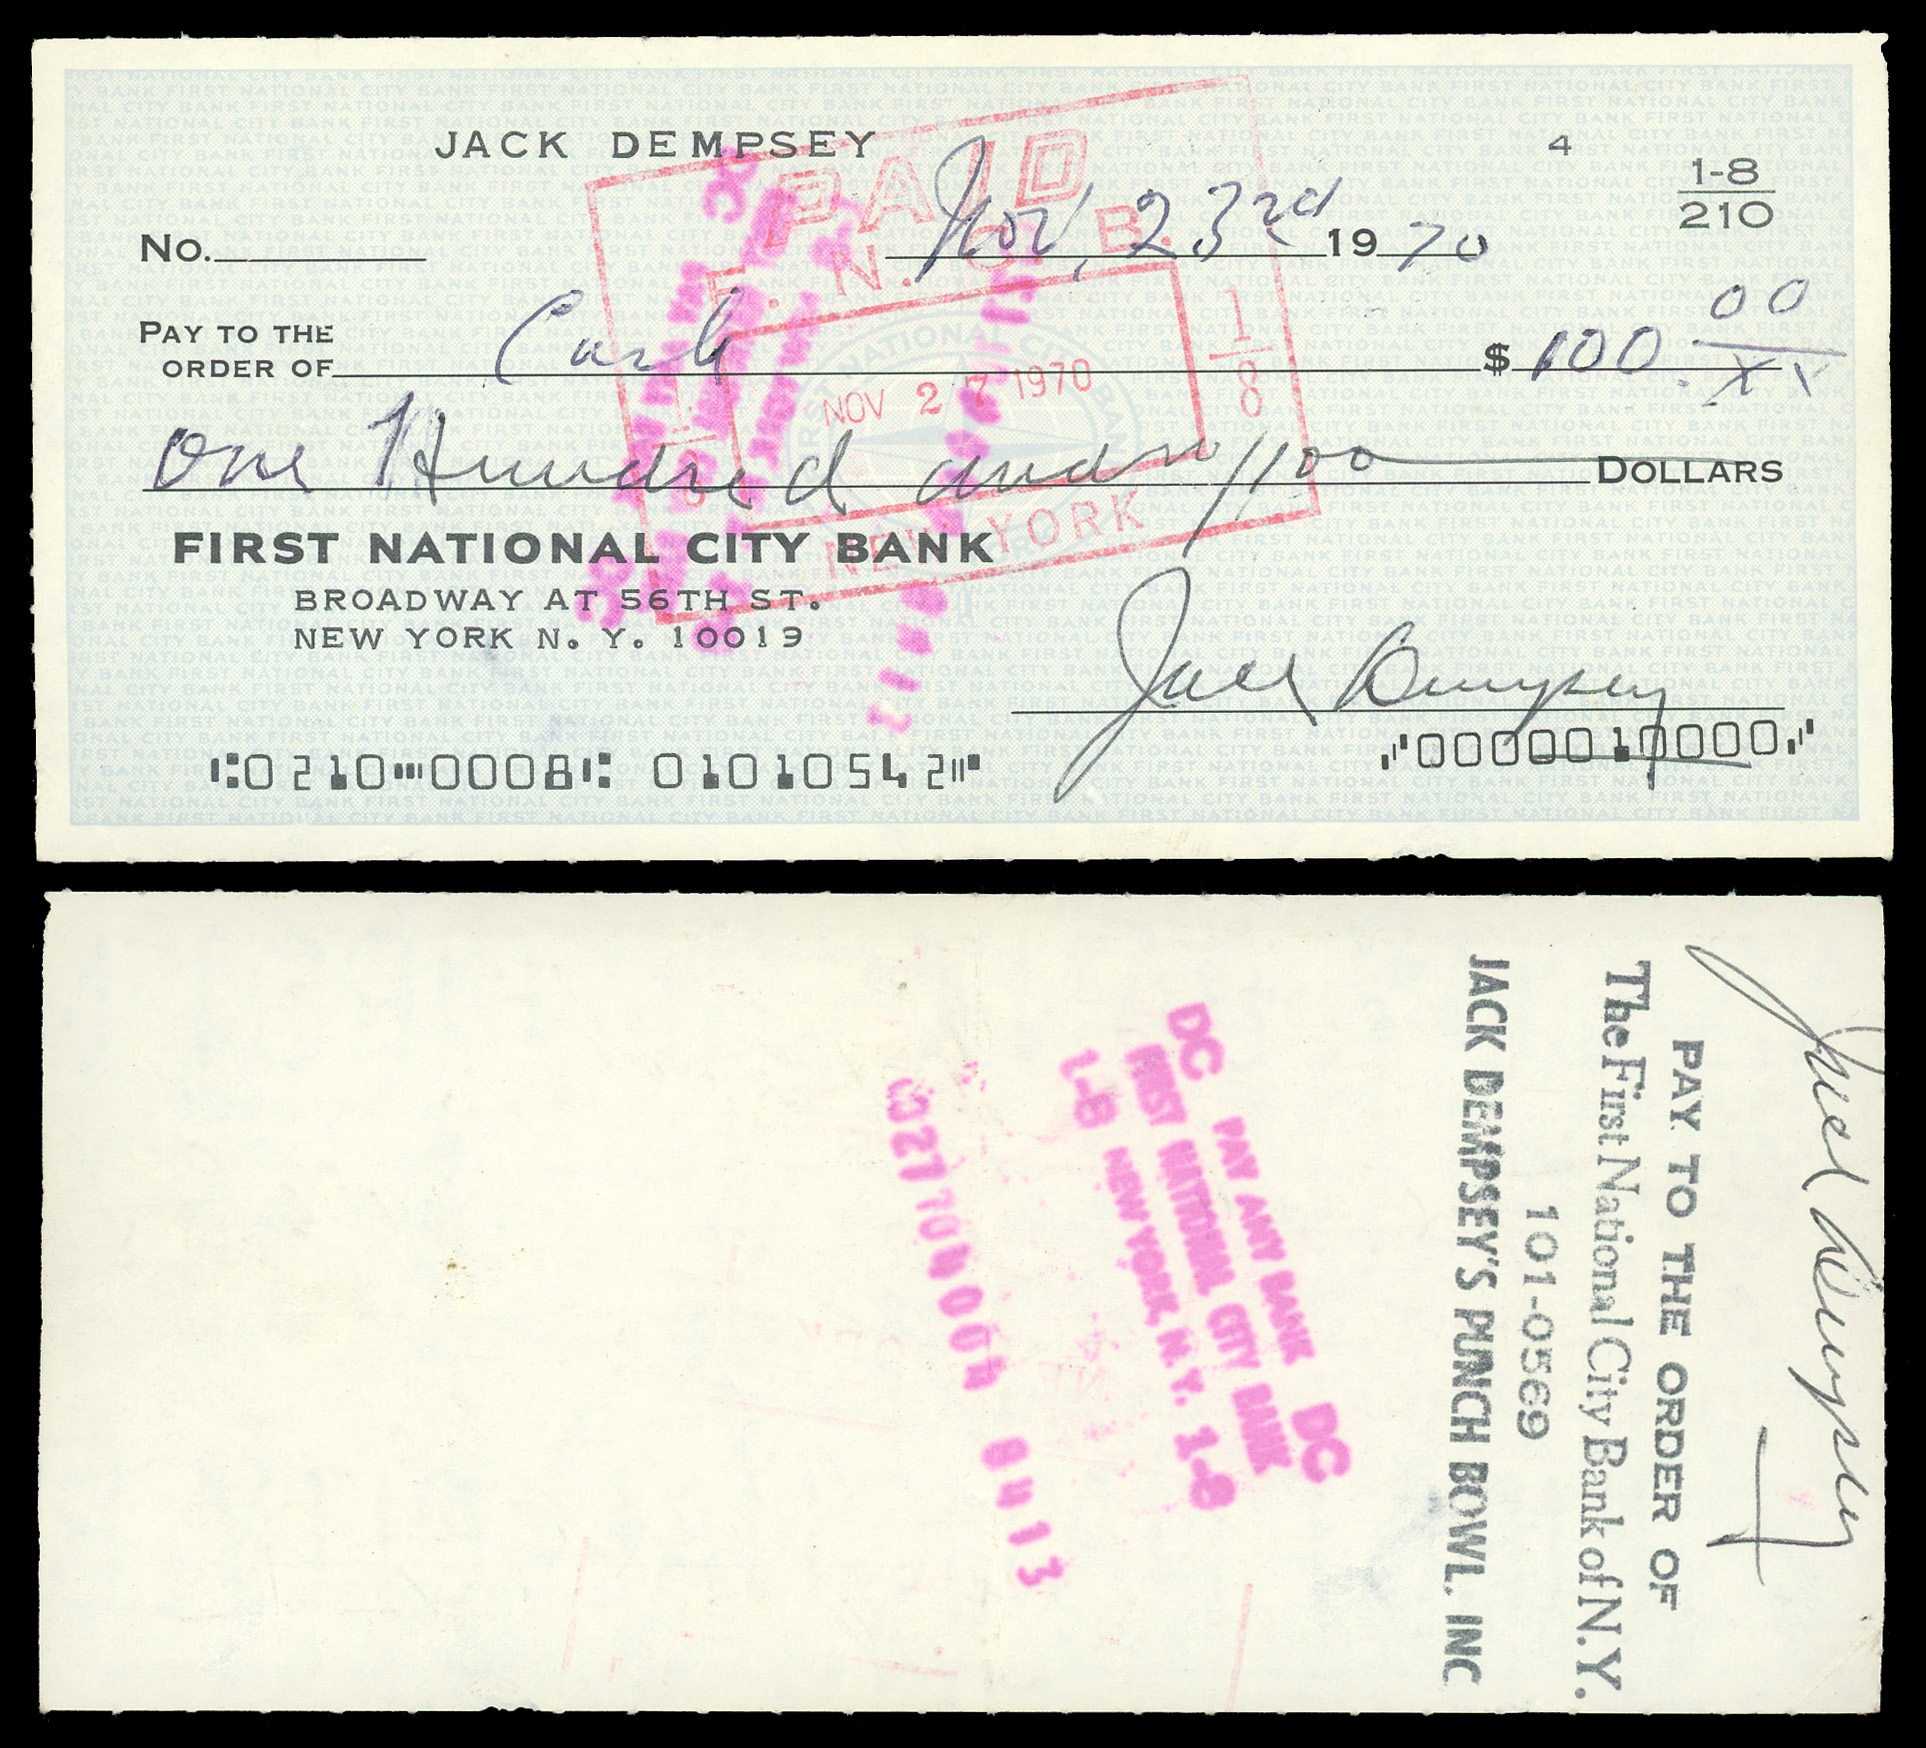 JACK DEMPSEY
4
1-8
210
No.
Nov, 23rd 1970
PAY TO THE
ORDER OF Cash $ 100. 00/xx
One Hundred and no/100 DOLLARS
FIRST NATIONAL CITY BANK
BROADWAY AT 56TH ST.
NEW YORK N. Y. 10019
Jack Dempsey
⑆0210⑉0008⑆ 01010542⑈
⑇0000010000⑇
PAID
F. N. C. B.
1
8
NOV 27 1970
1
8
NEW YORK
Jack Dempsey
PAY TO THE ORDER OF
The First National City Bank of N.Y.
101-0569
JACK DEMPSEY'S PUNCH BOWL, INC
DC PAY ANY BANK DC
FIRST NATIONAL CITY BANK
1-8 NEW YORK, N. Y. 1-8